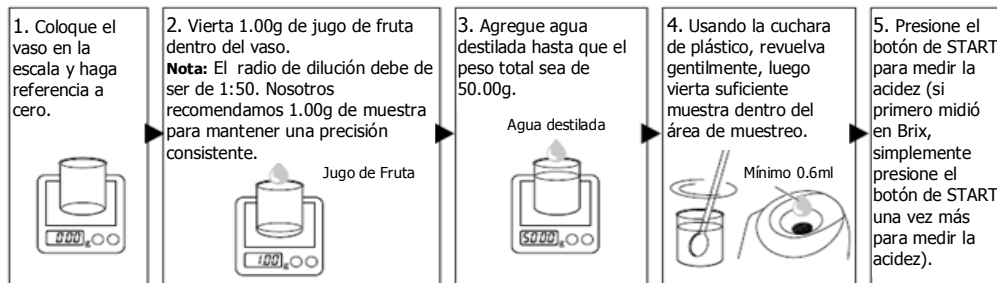 1. Coloque el
vaso en la
escala y haga
referencia a
cero.
0.00 g
2. Vierta 1.00g de jugo de fruta
dentro del vaso.
Nota: El radio de dilución debe de
ser de 1:50. Nosotros
recomendamos 1.00g de muestra
para mantener una precisión
consistente.
Jugo de Fruta
1.00 g
3. Agregue agua
destilada hasta que el
peso total sea de
50.00g.
Agua destilada
50.00 g
4. Usando la cuchara
de plástico, revuelva
gentilmente, luego
vierta suficiente
muestra dentro del
área de muestreo.
Mínimo 0.6ml
5. Presione el
botón de START
para medir la
acidez (si
primero midió
en Brix,
simplemente
presione el
botón de START
una vez más
para medir la
acidez).